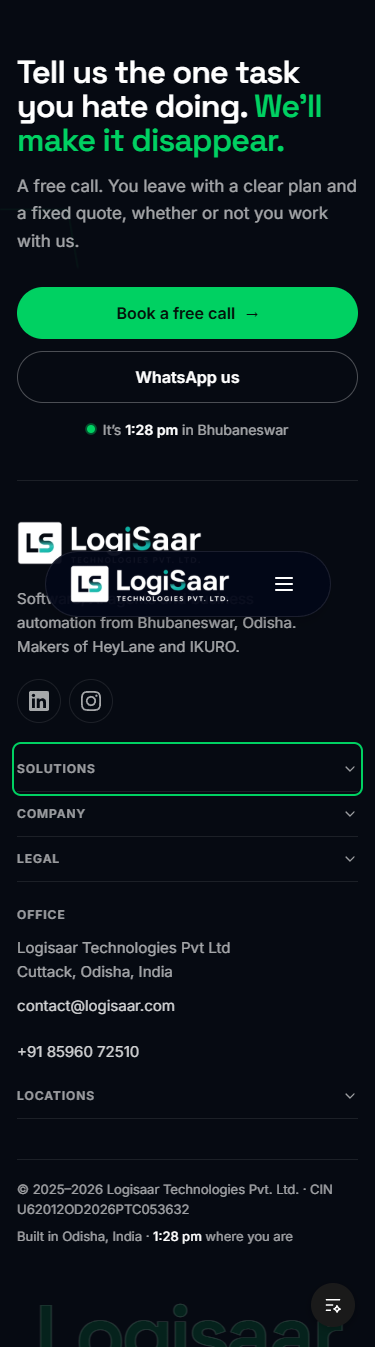 Tell us the one task
you hate doing. We'll
make it disappear.
A free call. You leave with a clear plan and
a fixed quote, whether or not you work
with us.
Book a free call →
WhatsApp us
It's 1:28 pm in Bhubaneswar
LS LogiSaar
LS LogiSaar
TECHNOLOGIES PVT. LTD.
automation from Bhubaneswar, Odisha.
Makers of HeyLane and IKURO.
in
SOLUTIONS
COMPANY
LEGAL
OFFICE
Logisaar Technologies Pvt Ltd
Cuttack, Odisha, India
contact@logisaar.com
+91 85960 72510
LOCATIONS
© 2025–2026 Logisaar Technologies Pvt. Ltd. · CIN
U62012OD2026PTC053632
Built in Odisha, India · 1:28 pm where you are
Logisaar